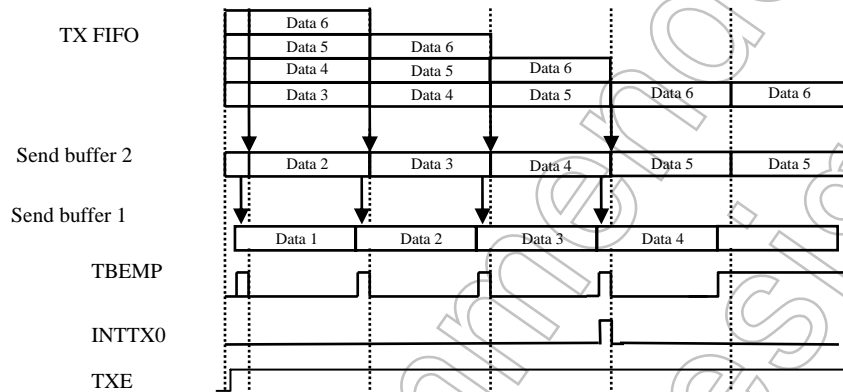 TX FIFO
Data 6
Data 5 Data 6
Data 4 Data 5 Data 6
Data 3 Data 4 Data 5 Data 6 Data 6
Send buffer 2
Data 2 Data 3 Data 4 Data 5 Data 5
Send buffer 1
Data 1 Data 2 Data 3 Data 4
TBEMP
INTTX0
TXE